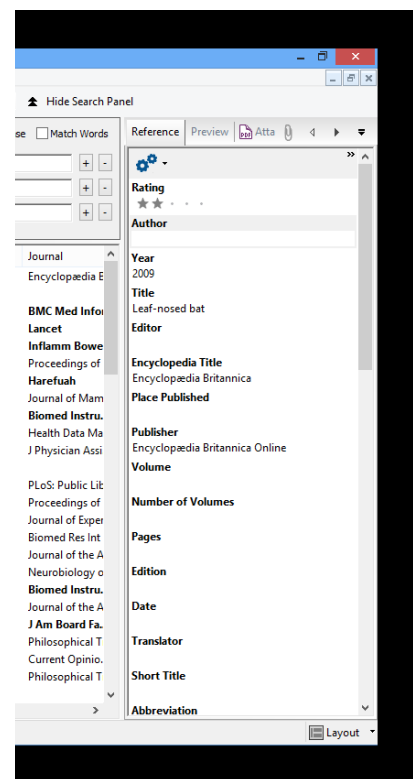 Hide Search Panel
se Match Words
Reference Preview Atta
+ -
+ -
+ -
Journal
Encyclopædia B
BMC Med Infor
Lancet
Inflamm Bowe
Proceedings of
Harefuah
Journal of Mam
Biomed Instru..
Health Data Ma
J Physician Assi
PLoS: Public Lib
Proceedings of
Journal of Exper
Biomed Res Int
Journal of the A
Neurobiology o
Biomed Instru..
Journal of the A
J Am Board Fa..
Philosophical T
Current Opinio..
Philosophical T
Rating
Author
Year
2009
Title
Leaf-nosed bat
Editor
Encyclopedia Title
Encyclopædia Britannica
Place Published
Publisher
Encyclopædia Britannica Online
Volume
Number of Volumes
Pages
Edition
Date
Translator
Short Title
Abbreviation
Layout